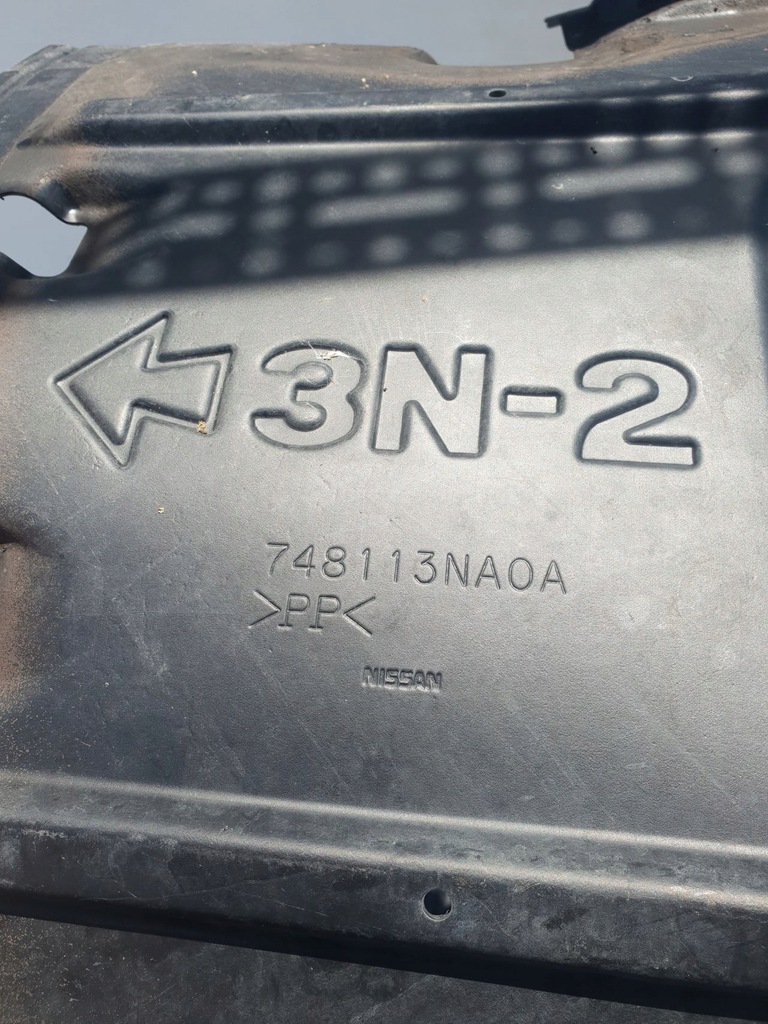 3N-2
748113NA0A
>PP<
NISSAN